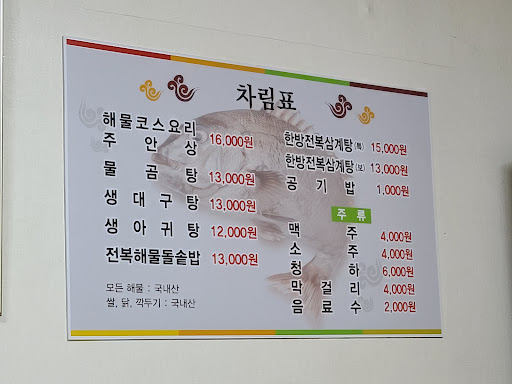 차림표
해물코스요리
주안상 16,000원
물곰탕 13,000원
생대구탕 13,000원
생아귀탕 12,000원
전복해물돌솥밥 13,000원
모든 해물 : 국내산
쌀, 닭, 깍두기 : 국내산
한방전복삼계탕(특) 15,000원
한방전복삼계탕(보) 13,000원
공기밥 1,000원
주류
맥주 4,000원
소주 4,000원
청하 6,000원
막걸리 4,000원
음료수 2,000원